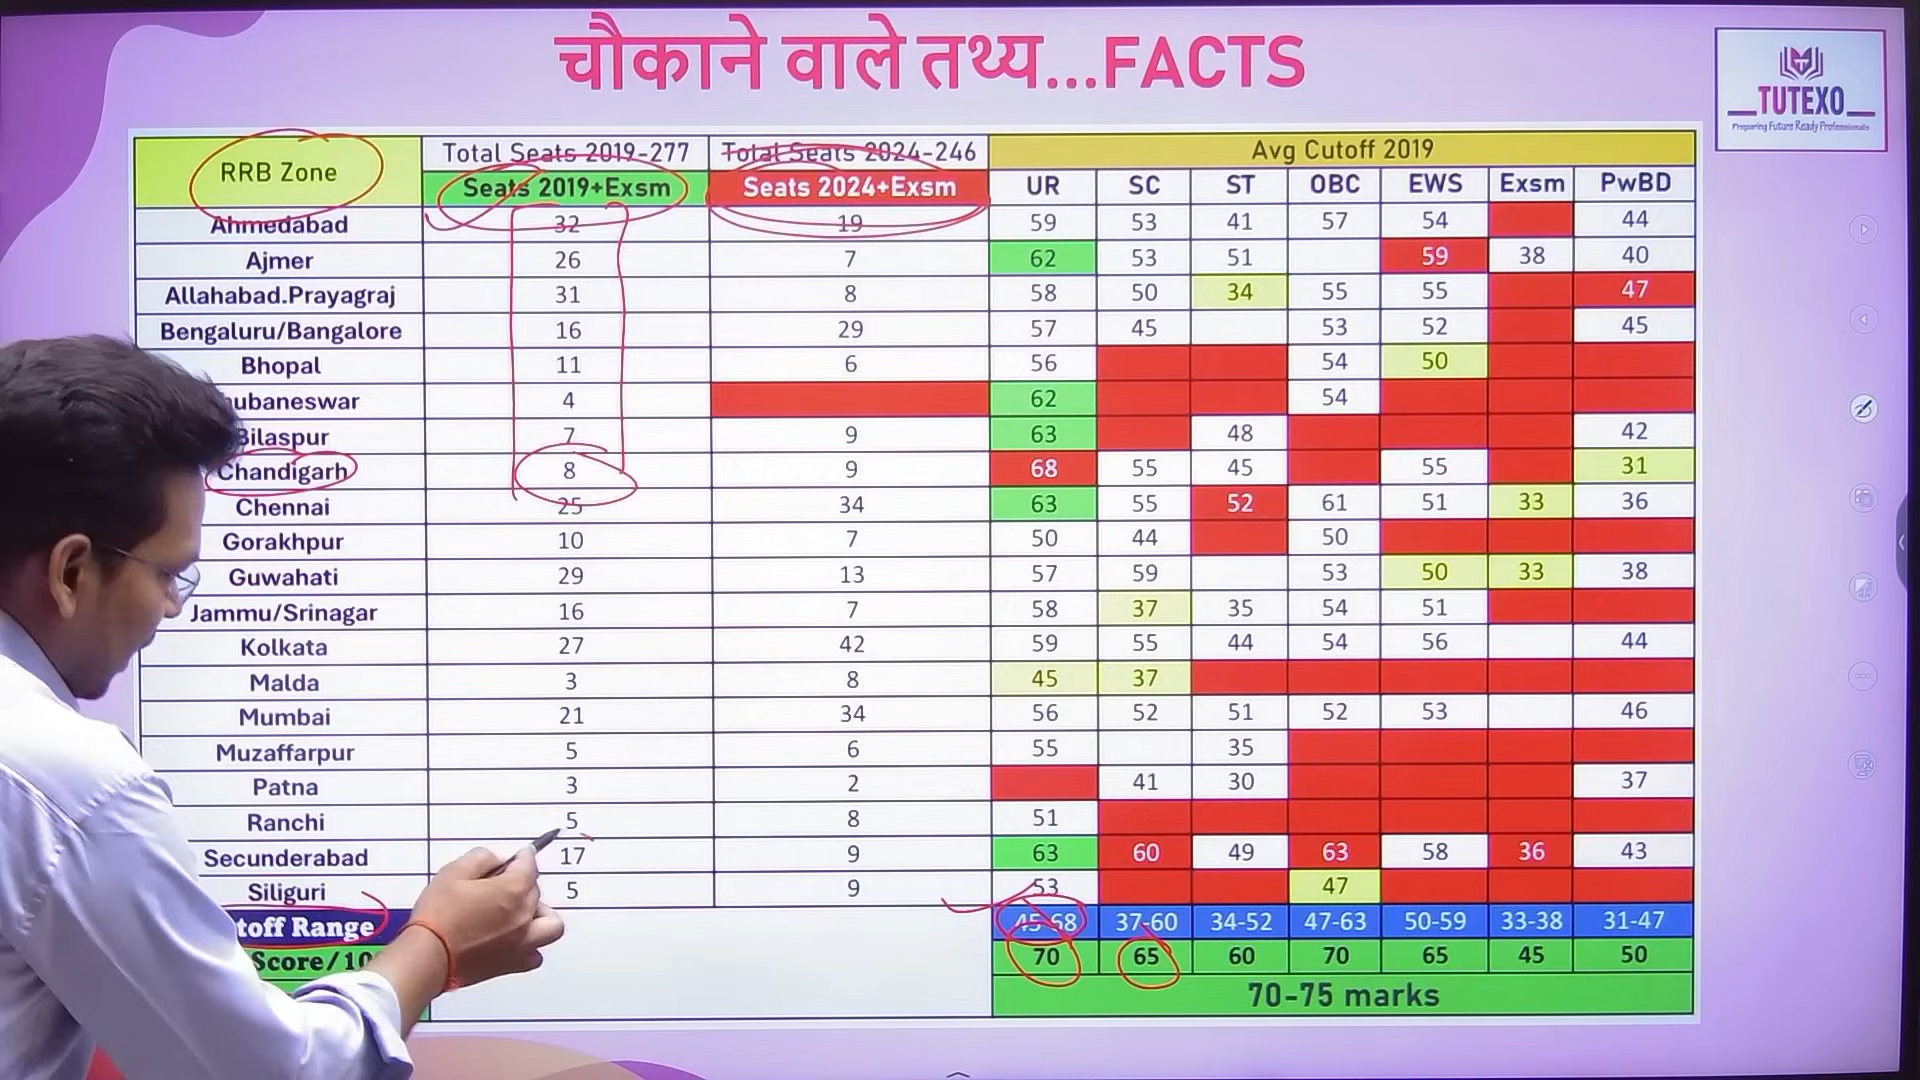 चौकाने वाले तथ्य...FACTS
TUTEXO
Preparing Future Ready Professionals
RRB Zone Total Seats 2019-277 Total Seats 2024-246 Avg Cutoff 2019
Seats 2019+Exsm Seats 2024+Exsm UR SC ST OBC EWS Exsm PwBD
Ahmedabad 32 19 59 53 41 57 54 44
Ajmer 26 7 62 53 51 59 38 40
Allahabad.Prayagraj 31 8 58 50 34 55 55 47
Bengaluru/Bangalore 16 29 57 45 53 52 45
Bhopal 11 6 56 54 50
ubaneswar 4 62 54
Bilaspur 7 9 63 48 42
Chandigarh 8 9 68 55 45 55 31
Chennai 25 34 63 55 52 61 51 33 36
Gorakhpur 10 7 50 44 50
Guwahati 29 13 57 59 53 50 33 38
Jammu/Srinagar 16 7 58 37 35 54 51
Kolkata 27 42 59 55 44 54 56 44
Malda 3 8 45 37
Mumbai 21 34 56 52 51 52 53 46
Muzaffarpur 5 6 55 35
Patna 3 2 41 30 37
Ranchi 5 8 51
Secunderabad 17 9 63 60 49 63 58 36 43
Siliguri 5 9 53 47
toff Range 45-68 37-60 34-52 47-63 50-59 33-38 31-47
Score/10 70 65 60 70 65 45 50
70-75 marks